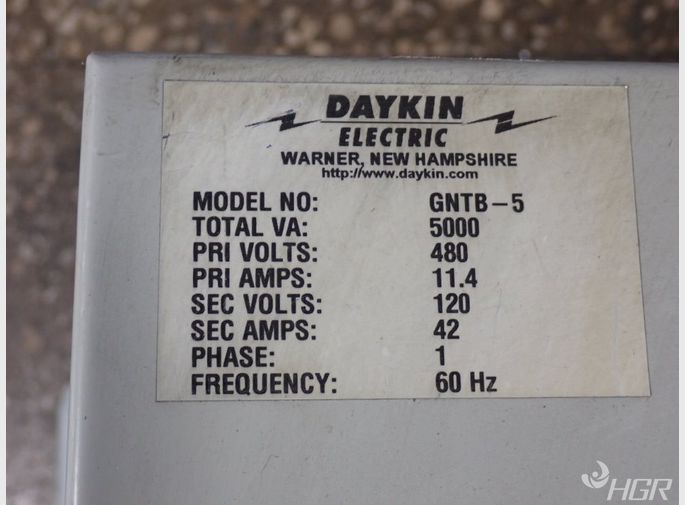 DAYKIN
ELECTRIC
WARNER, NEW HAMPSHIRE
http://www.daykin.com
MODEL NO: GNTB-5
TOTAL VA: 5000
PRI VOLTS: 480
PRI AMPS: 11.4
SEC VOLTS: 120
SEC AMPS: 42
PHASE: 1
FREQUENCY: 60 Hz
HGR